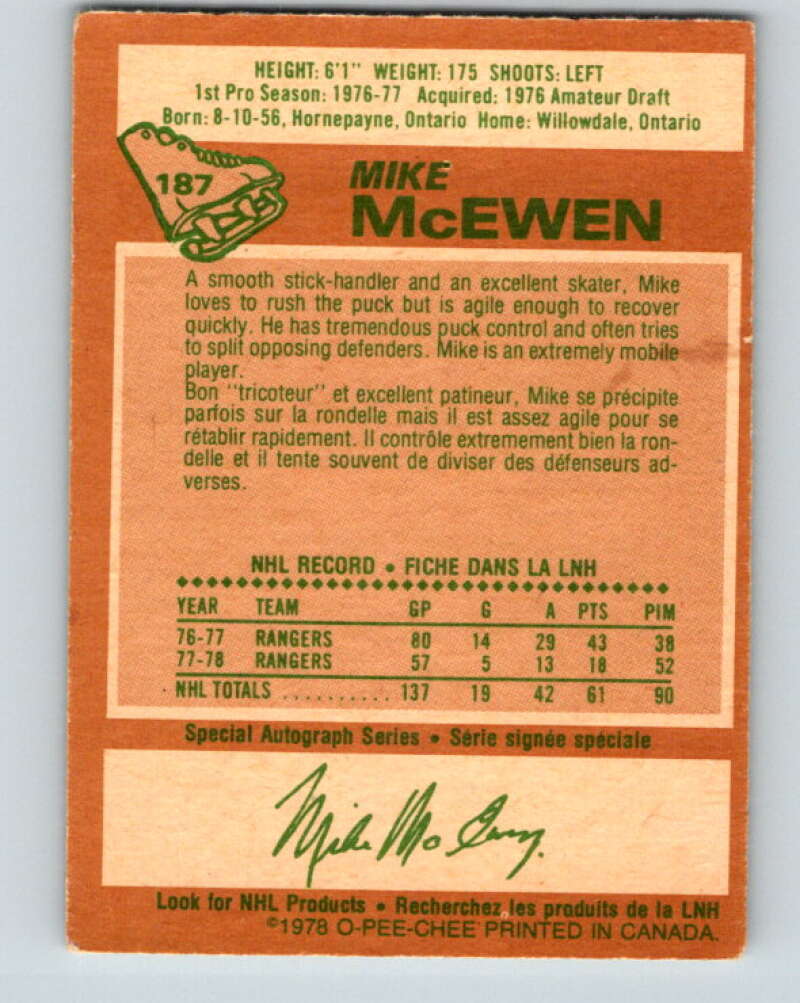 HEIGHT: 6'1" WEIGHT: 175 SHOOTS: LEFT
1st Pro Season: 1976-77 Acquired: 1976 Amateur Draft
Born: 8-10-56, Hornepayne, Ontario Home: Willowdale, Ontario
187
MIKE
McEWEN
A smooth stick-handler and an excellent skater, Mike
loves to rush the puck but is agile enough to recover
quickly. He has tremendous puck control and often tries
to split opposing defenders. Mike is an extremely mobile
player.
Bon "tricoteur" et excellent patineur, Mike se précipite
parfois sur la rondelle mais il est assez agile pour se
rétablir rapidement. Il contrôle extremement bien la ron-
delle et il tente souvent de diviser des défenseurs ad-
verses.
NHL RECORD • FICHE DANS LA LNH
YEAR TEAM GP G A PTS PIM
76-77 RANGERS 80 14 29 43 38
77-78 RANGERS 57 5 13 18 52
NHL TOTALS .......... 137 19 42 61 90
Special Autograph Series • Série signée spéciale
Mike McEwen
Look for NHL Products • Recherchez les produits de la LNH
©1978 O-PEE-CHEE PRINTED IN CANADA.